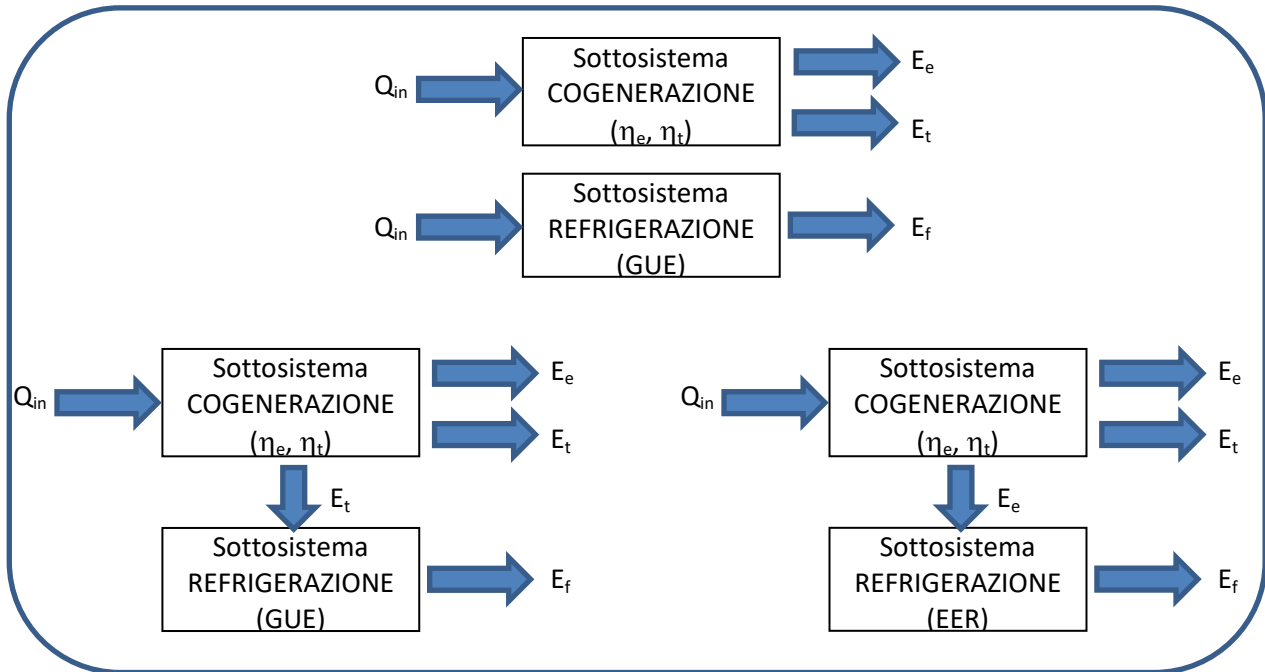 Sottosistema
COGENERAZIONE
(ηe, ηt)
Qin
Ee
Et
Sottosistema
REFRIGERAZIONE
(GUE)
Qin
Ef
Sottosistema
COGENERAZIONE
(ηe, ηt)
Qin
Ee
Et
Et
Sottosistema
REFRIGERAZIONE
(GUE)
Ef
Sottosistema
COGENERAZIONE
(ηe, ηt)
Qin
Ee
Et
Ee
Sottosistema
REFRIGERAZIONE
(EER)
Ef